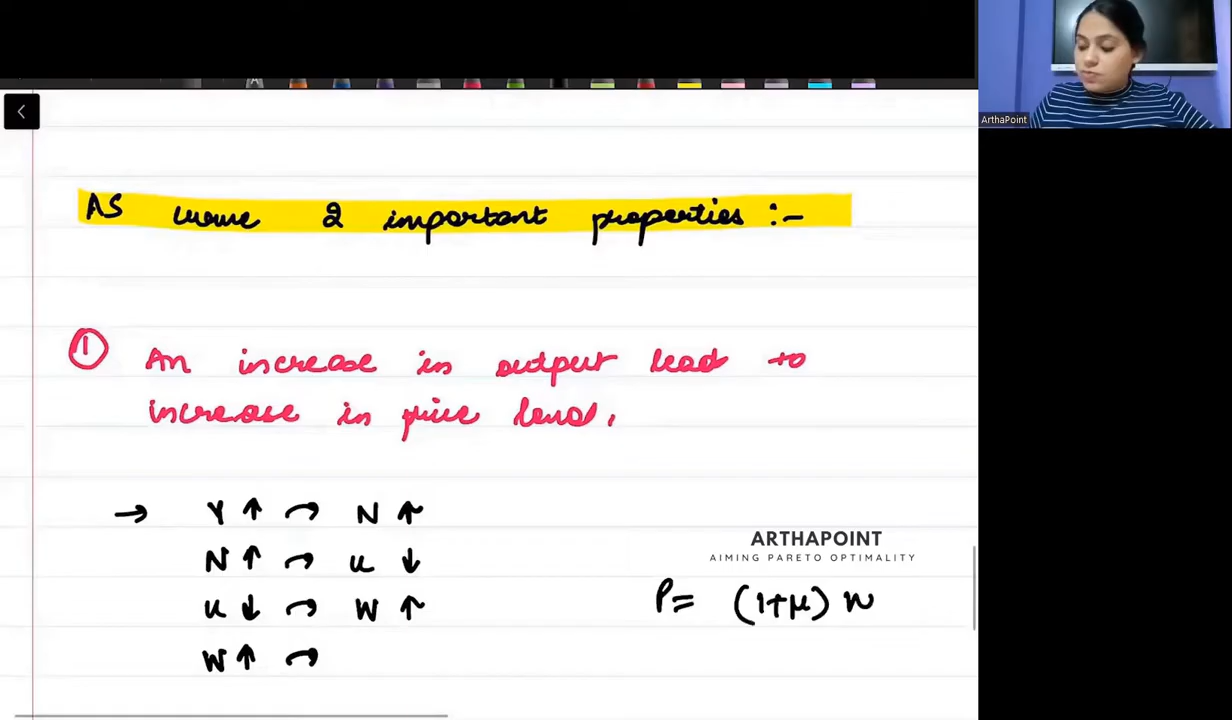 ArthaPoint
AS curve 2 important properties :-
① An increase in output lead to
increase in price level.
→ Y ↑ → N ↑
N ↑ → u ↓
u ↓ → W ↑
W ↑ →
ARTHAPOINT
AIMING PARETO OPTIMALITY
P = (1+μ) W